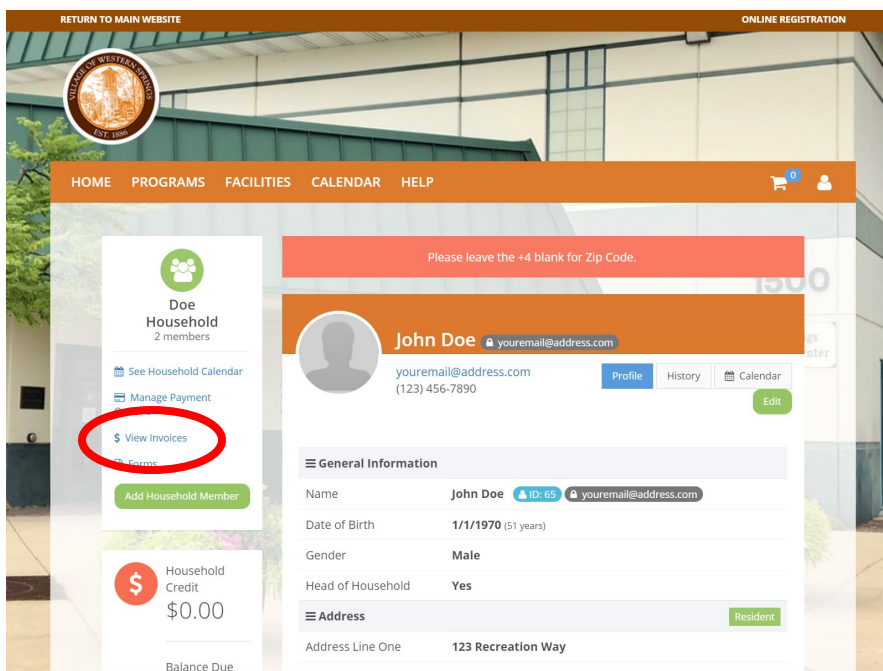 RETURN TO MAIN WEBSITE
ONLINE REGISTRATION
VILLAGE OF WESTERN SPRINGS
EST. 1886
HOME PROGRAMS FACILITIES CALENDAR HELP
0
Please leave the +4 blank for Zip Code.
1500
Doe
Household
2 members
See Household Calendar
Manage Payment
$ View Invoices
Forms
Add Household Member
John Doe youremail@address.com
youremail@address.com
(123) 456-7890
Profile History Calendar
Edit
General Information
Name John Doe ID: 65 youremail@address.com
Date of Birth 1/1/1970 (51 years)
Gender Male
Head of Household Yes
Address Resident
Address Line One 123 Recreation Way
$
Household
Credit
$0.00
Balance Due